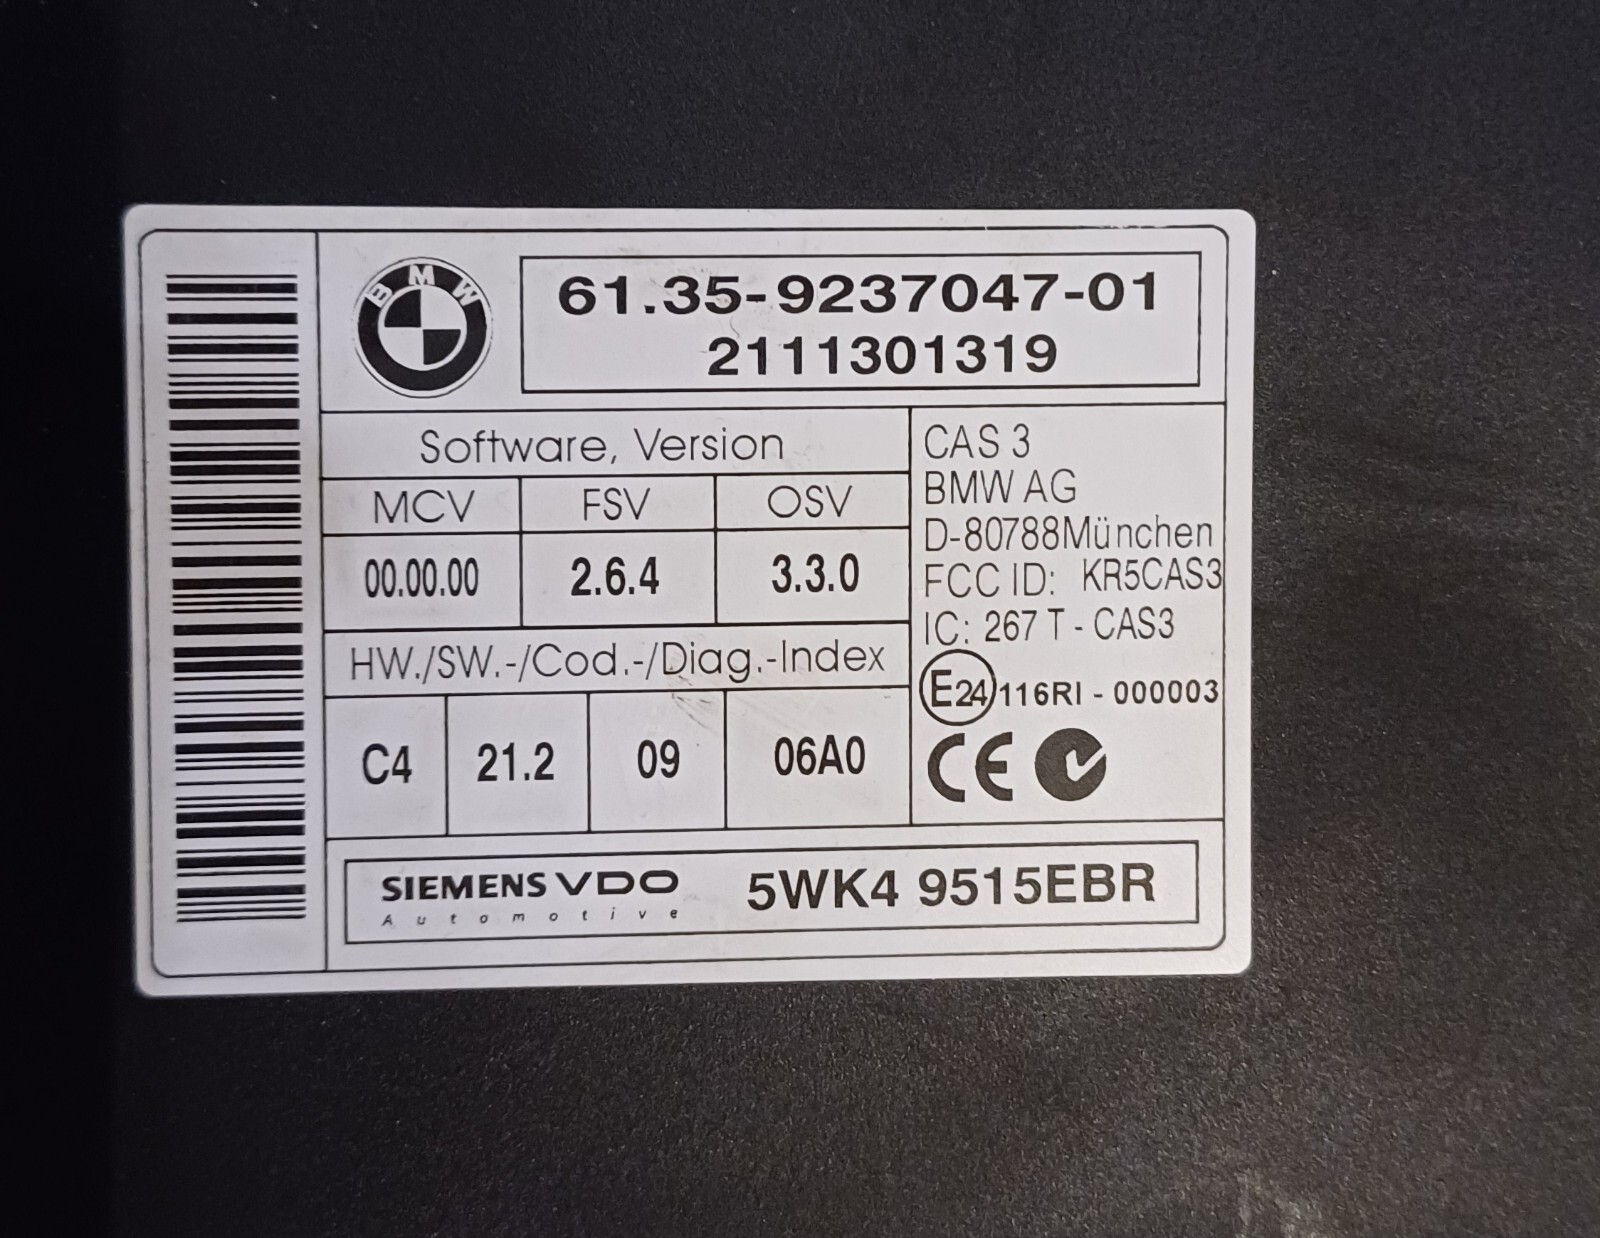 BMW
61.35-9237047-01
2111301319
Software, Version
MCV FSV OSV
00.00.00 2.6.4 3.3.0
HW./SW.-/Cod.-/Diag.-Index
C4 21.2 09 06A0
CAS 3
BMW AG
D-80788München
FCC ID: KR5CAS3
IC: 267 T - CAS3
E24 116RI - 000003
CE
SIEMENS VDO 5WK4 9515EBR
Automotive